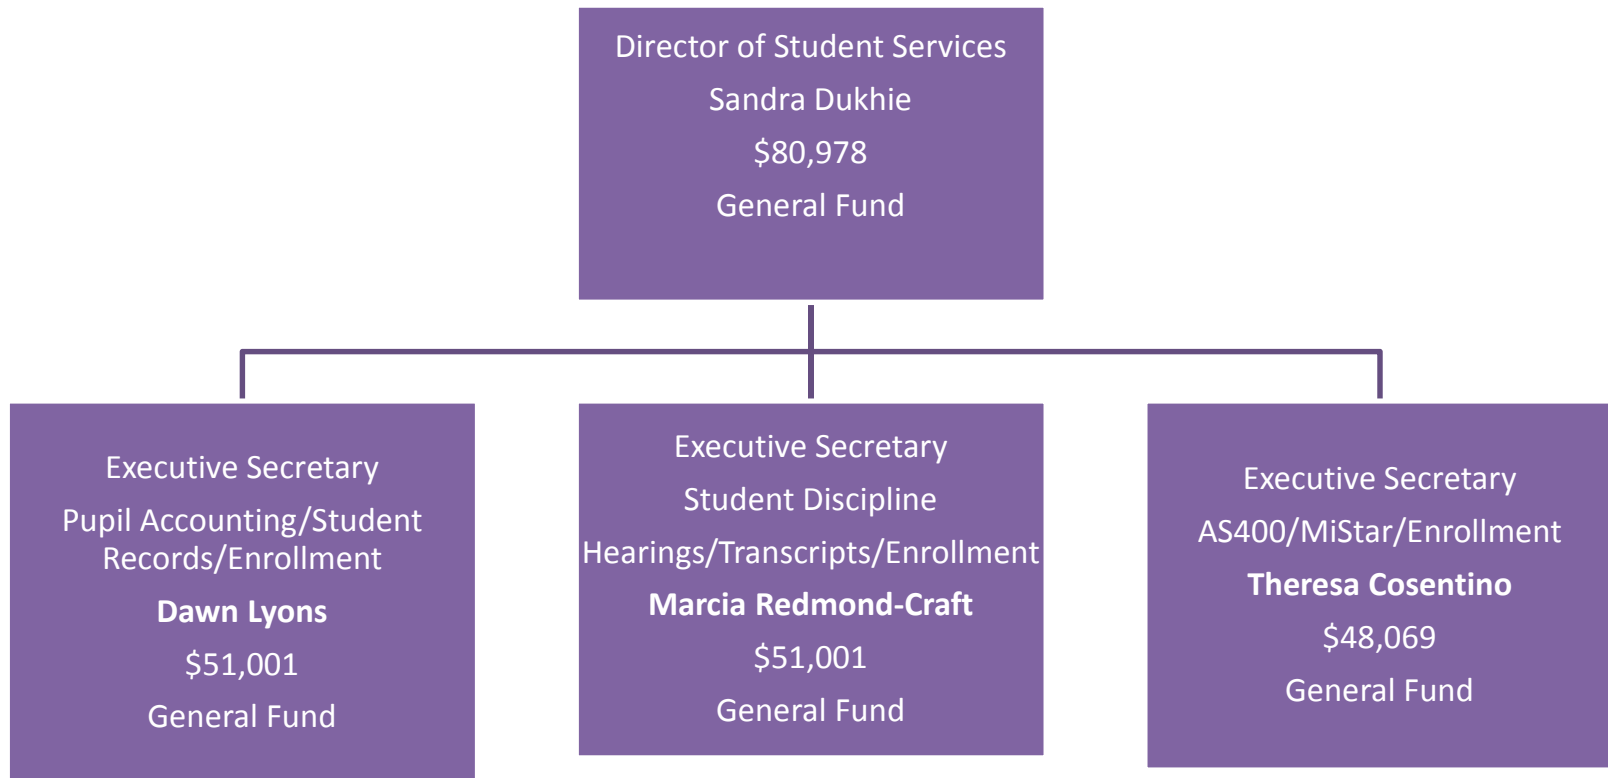 Director of Student Services
Sandra Dukhie
$80,978
General Fund
Executive Secretary
Pupil Accounting/Student
Records/Enrollment
Dawn Lyons
$51,001
General Fund
Executive Secretary
Student Discipline
Hearings/Transcripts/Enrollment
Marcia Redmond-Craft
$51,001
General Fund
Executive Secretary
AS400/MiStar/Enrollment
Theresa Cosentino
$48,069
General Fund